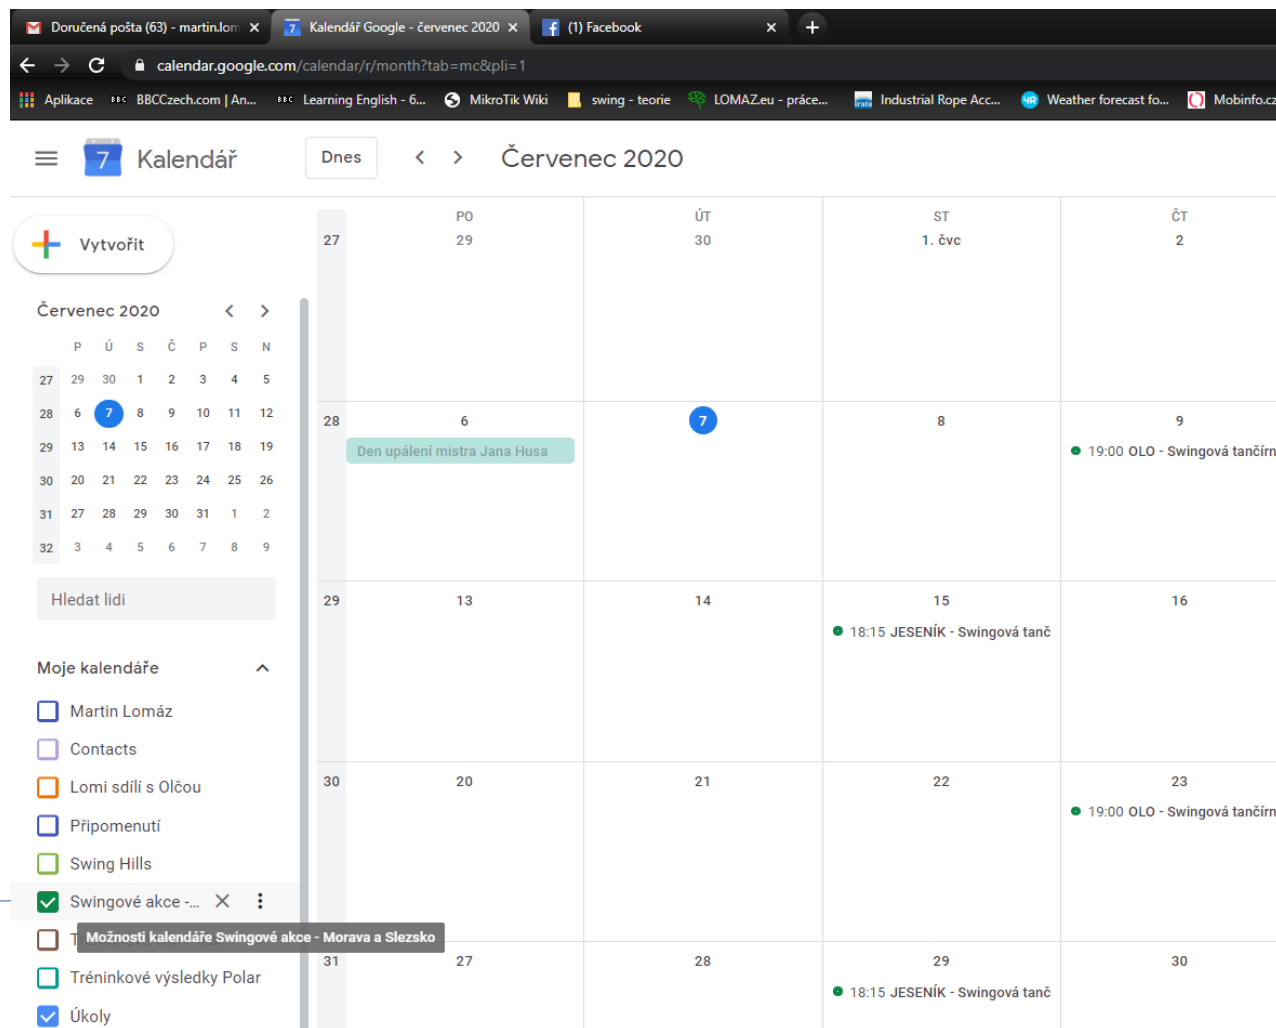 Doručená pošta (63) - martin.lom
Kalendář Google - červenec 2020
(1) Facebook
calendar.google.com/calendar/r/month?tab=mc&pli=1
Aplikace BBCCzech.com | An... Learning English - 6... MikroTik Wiki swing - teorie LOMAZ.eu - práce... Industrial Rope Acc... Weather forecast fo... Mobinfo.cz
7 Kalendář Dnes Červenec 2020
Vytvořit
PO ÚT ST ČT
27 29 30 1. čvc 2
Červenec 2020
P Ú S Č P S N
27 29 30 1 2 3 4 5
28 6 7 8 9 10 11 12
29 13 14 15 16 17 18 19
30 20 21 22 23 24 25 26
31 27 28 29 30 31 1 2
32 3 4 5 6 7 8 9
28 6 7 8 9
Den upálení mistra Jana Husa
19:00 OLO - Swingová tančírn
Hledat lidi
29 13 14 15 16
18:15 JESENÍK - Swingová tanč
Moje kalendáře
Martin Lomáz
Contacts
Lomi sdílí s Olčou
Připomenutí
Swing Hills
Swingové akce -...
Možnosti kalendáře Swingové akce - Morava a Slezsko
Tréninkové výsledky Polar
Úkoly
30 20 21 22 23
19:00 OLO - Swingová tančírn
31 27 28 29 30
18:15 JESENÍK - Swingová tanč